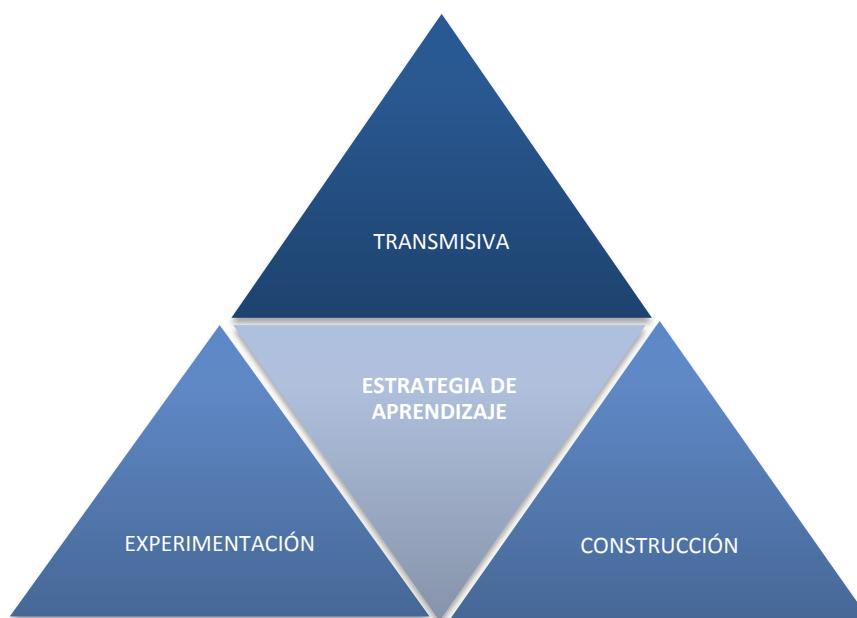 TRANSMISIVA
ESTRATEGIA DE
APRENDIZAJE
EXPERIMENTACIÓN
CONSTRUCCIÓN